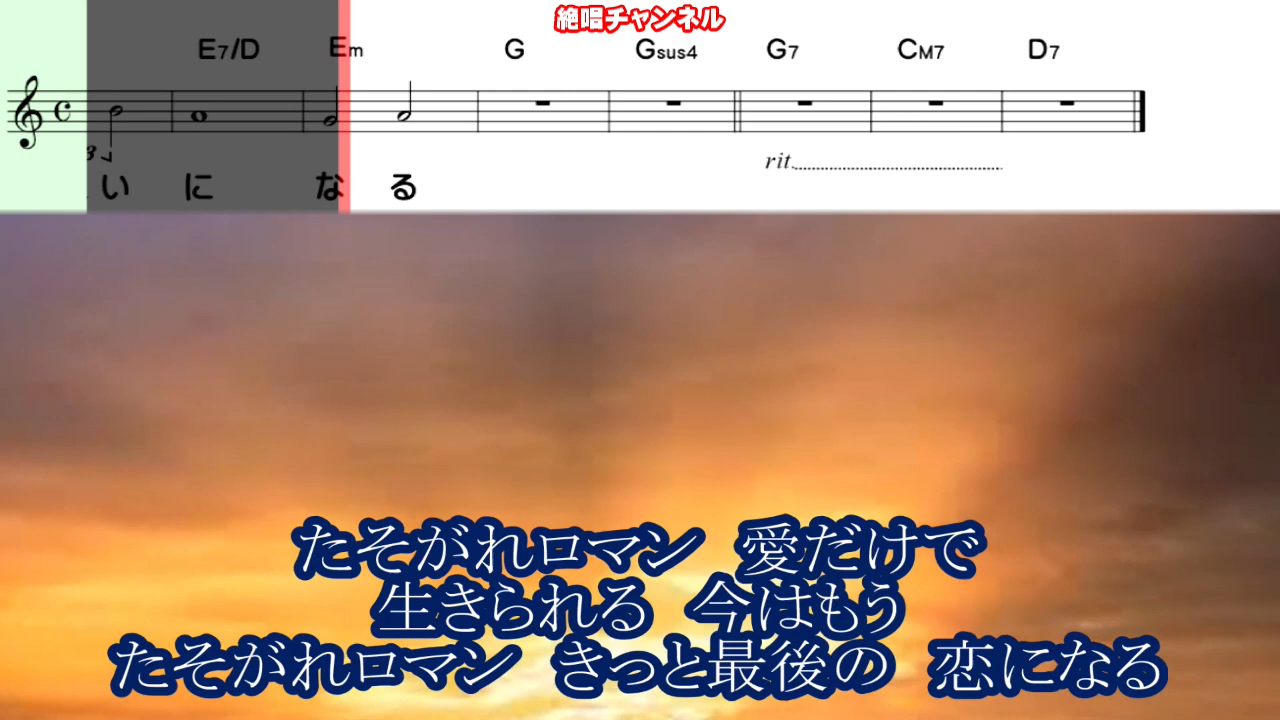 絶唱チャンネル
E7/D Em G Gsus4 G7 CM7 D7
3
rit.
い に な る
たそがれロマン 愛だけで
生きられる 今はもう
たそがれロマン きっと最後の 恋になる